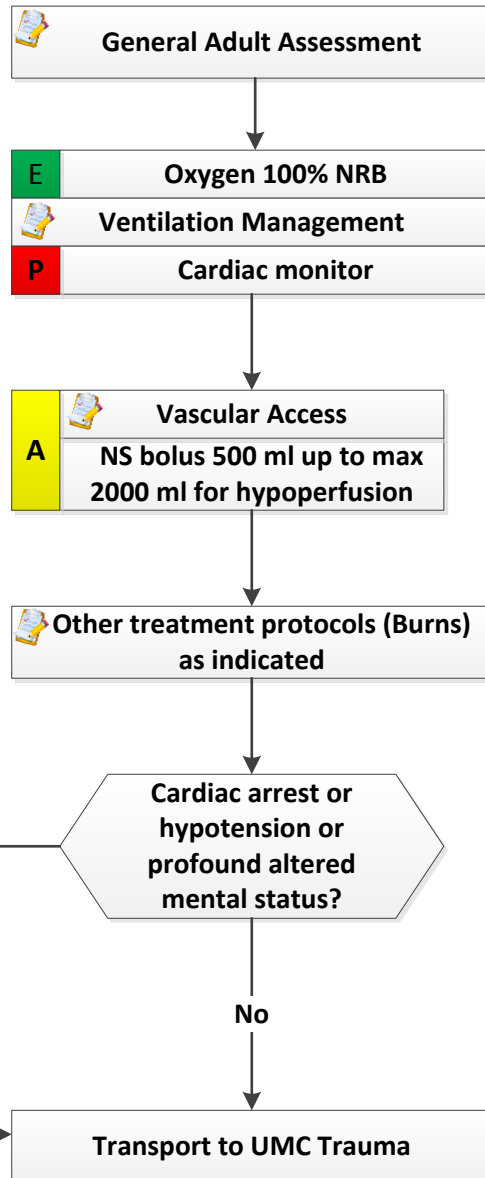 General Adult Assessment
E
Oxygen 100% NRB
Ventilation Management
P
Cardiac monitor
A
Vascular Access
NS bolus 500 ml up to max
2000 ml for hypoperfusion
Other treatment protocols (Burns)
as indicated
Cardiac arrest or
hypotension or
profound altered
mental status?
No
Transport to UMC Trauma